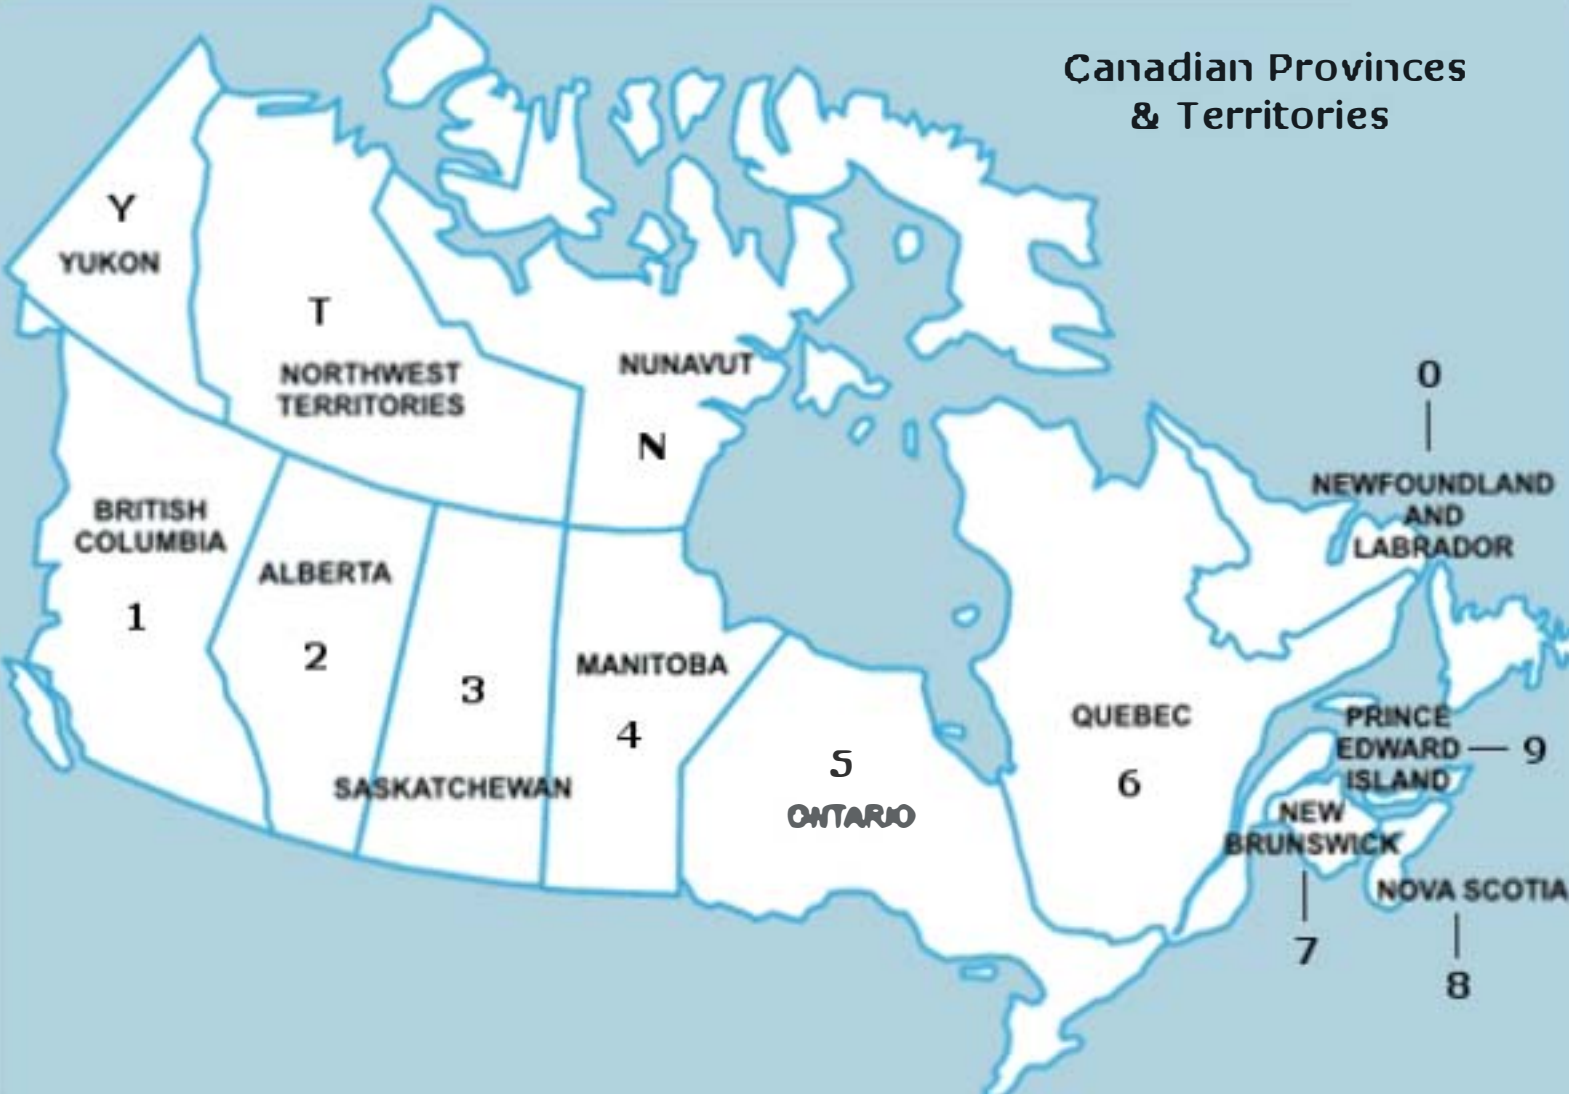 Canadian Provinces
& Territories
Y
YUKON
T
NORTHWEST
TERRITORIES
NUNAVUT
N
0
NEWFOUNDLAND
AND
LABRADOR
BRITISH
COLUMBIA
1
ALBERTA
2
3
SASKATCHEWAN
MANITOBA
4
5
ONTARIO
QUEBEC
6
PRINCE
EDWARD
ISLAND
9
NEW
BRUNSWICK
7
NOVA SCOTIA
8